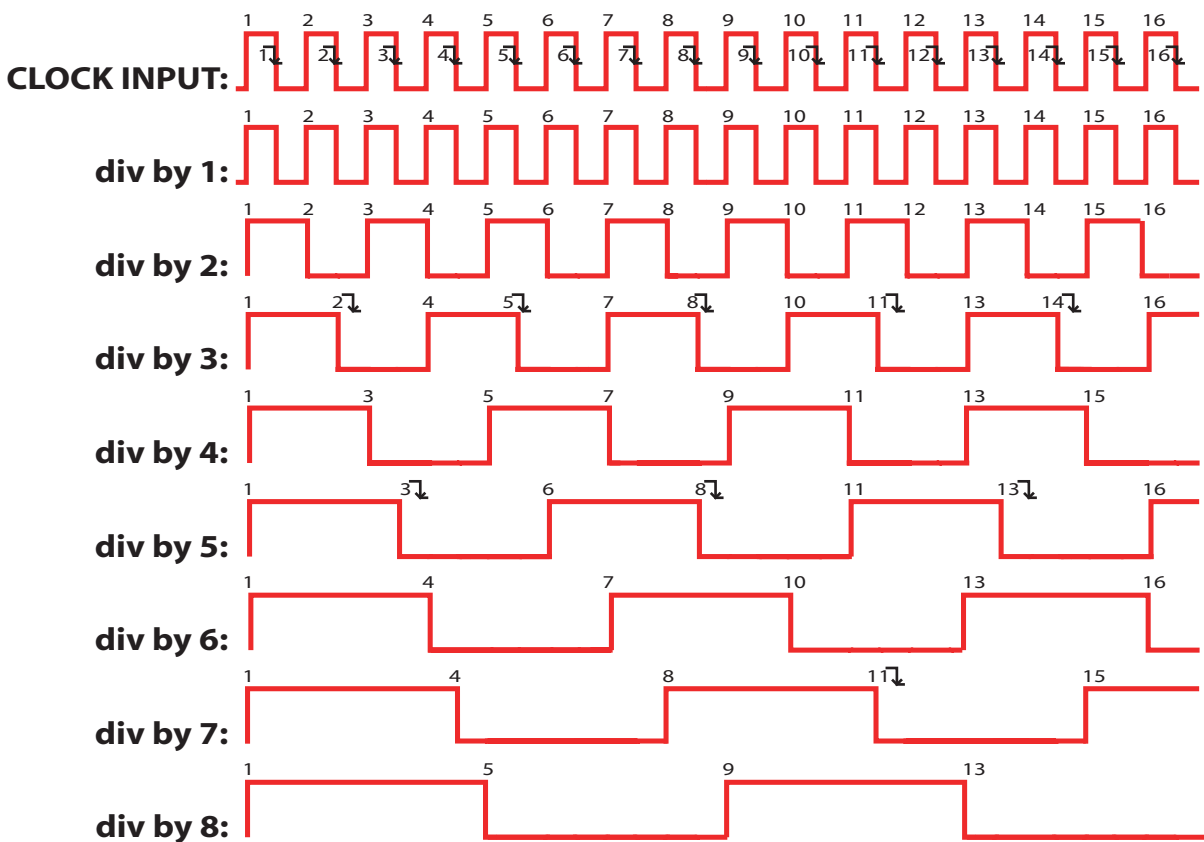 1 2 3 4 5 6 7 8 9 10 11 12 13 14 15 16
1 2 3 4 5 6 7 8 9 10 11 12 13 14 15 16
CLOCK INPUT:
1 2 3 4 5 6 7 8 9 10 11 12 13 14 15 16
div by 1:
1 2 3 4 5 6 7 8 9 10 11 12 13 14 15 16
div by 2:
1 2 4 5 7 8 10 11 13 14 16
div by 3:
1 3 5 7 9 11 13 15
div by 4:
1 3 6 8 11 13 16
div by 5:
1 4 7 10 13 16
div by 6:
1 4 8 11 15
div by 7:
1 5 9 13
div by 8: